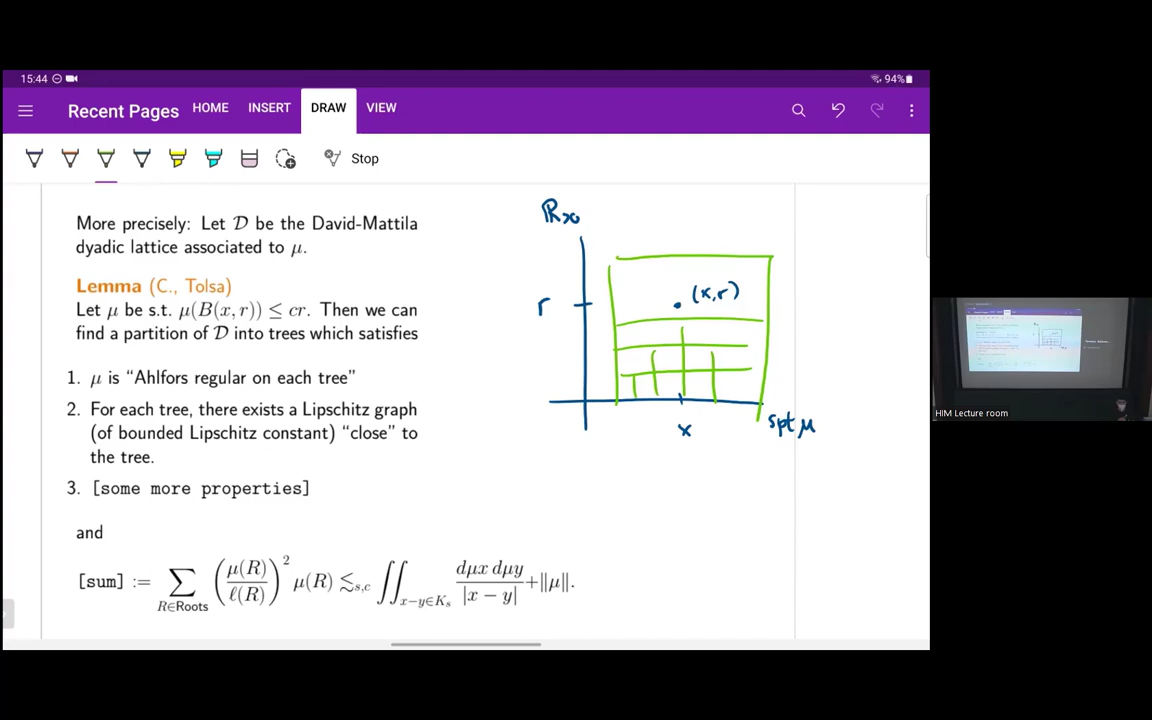 15:44
94%
Recent Pages HOME INSERT DRAW VIEW
Stop
More precisely: Let 𝒟 be the David-Mattila
dyadic lattice associated to μ.
Lemma (C., Tolsa)
Let μ be s.t. μ(B(x, r)) ≤ cr. Then we can
find a partition of 𝒟 into trees which satisfies
1. μ is “Ahlfors regular on each tree”
2. For each tree, there exists a Lipschitz graph
(of bounded Lipschitz constant) “close” to
the tree.
3. [some more properties]
and
[sum] := ∑_{R∈Roots} (μ(R)/ℓ(R))² μ(R) ≲_{s,c} ∬_{x−y∈K_s} dμx dμy/|x − y| + ‖μ‖.
r
(x,r)
x
spt μ
HIM Lecture room